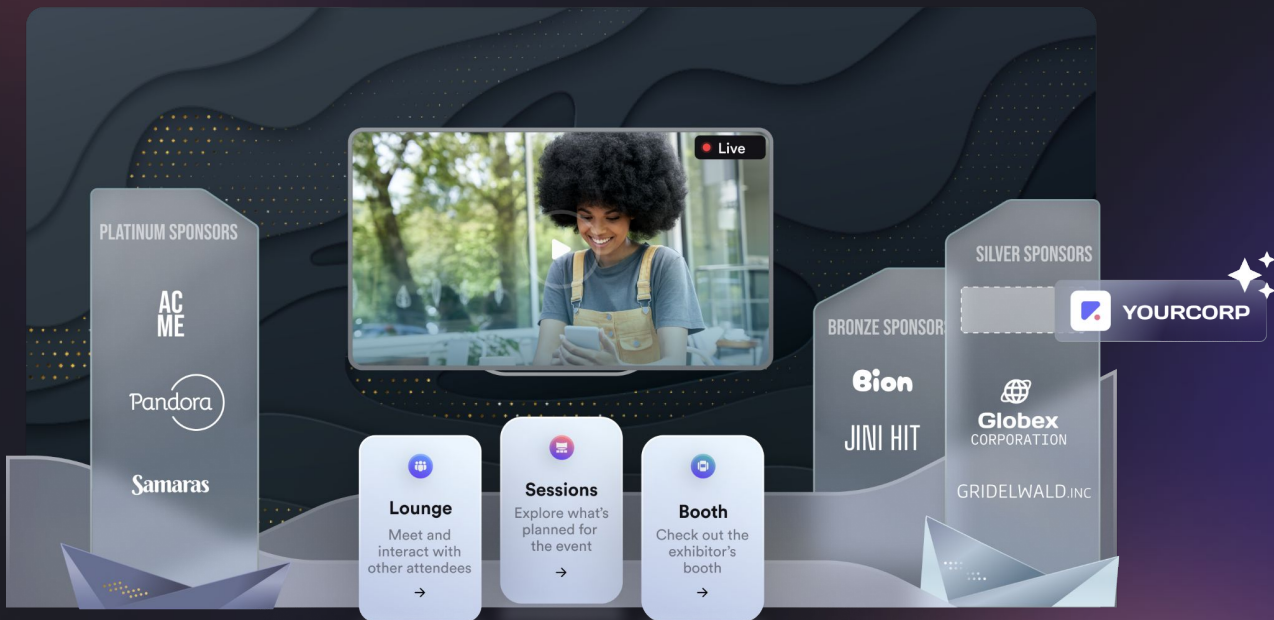 Live
PLATINUM SPONSORS
AC
ME
Pandora
Samaras
BRONZE SPONSORS
Bion
JINI HIT
SILVER SPONSORS
YOURCORP
Globex
CORPORATION
GRIDELWALD.INC
Lounge
Meet and
interact with
other attendees
→
Sessions
Explore what's
planned for
the event
→
Booth
Check out the
exhibitor's
booth
→